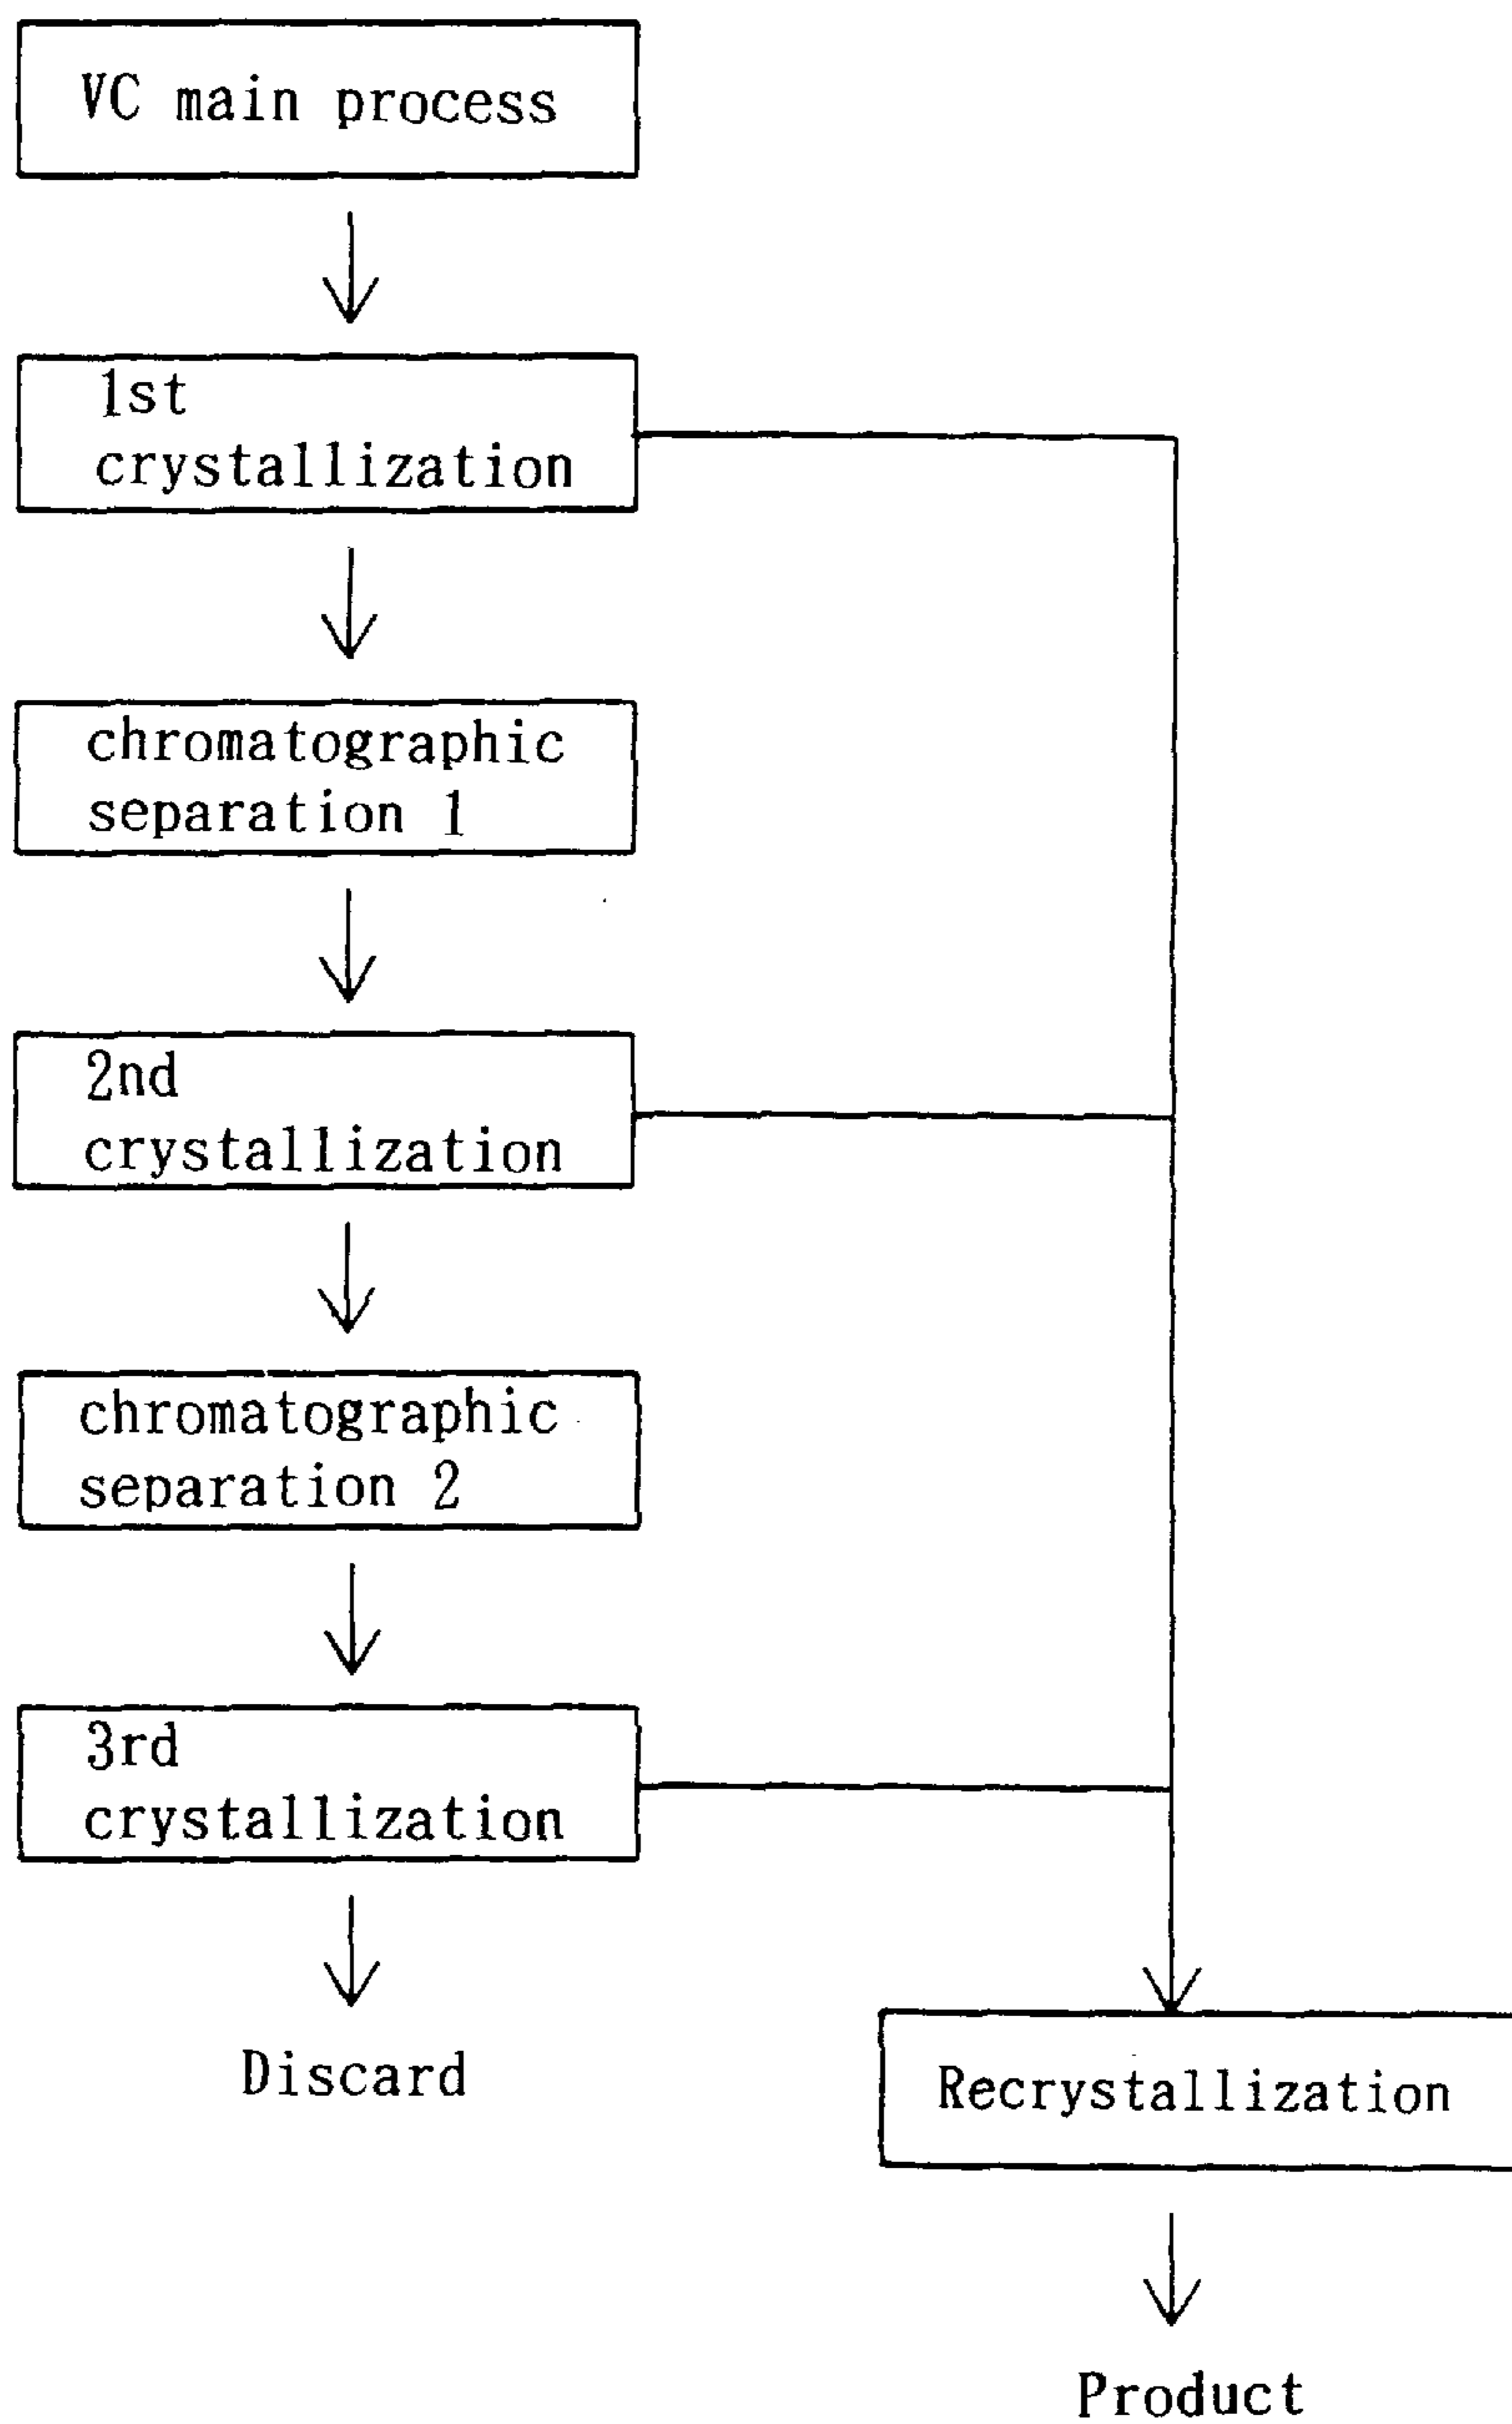 VC main process
1st
crystallization
chromatographic
separation 1
2nd
crystallization
chromatographic
separation 2
3rd
crystallization
Discard
Recrystallization
Product